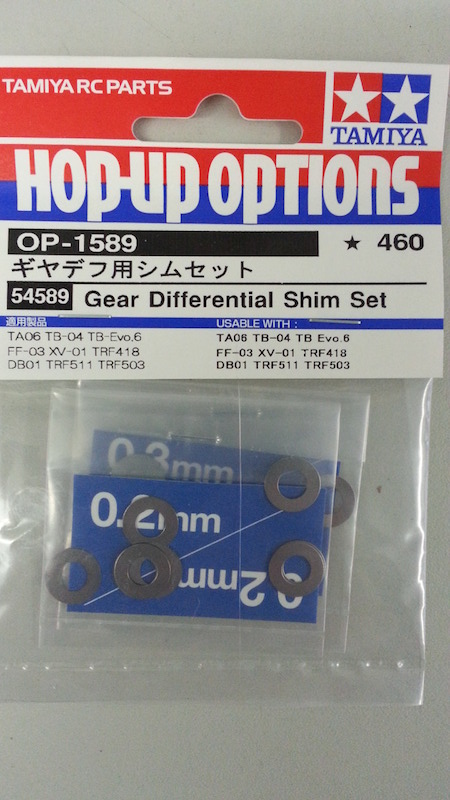 TAMIYA RC PARTS
TAMIYA
HOP-UP OPTIONS
OP-1589
★ 460
ギヤデフ用シムセット
54589 Gear Differential Shim Set
適用製品
TA06 TB-04 TB-Evo.6
FF-03 XV-01 TRF418
DB01 TRF511 TRF503
USABLE WITH :
TA06 TB-04 TB Evo.6
FF-03 XV-01 TRF418
DB01 TRF511 TRF503
0.3mm
0.2mm
0.2mm